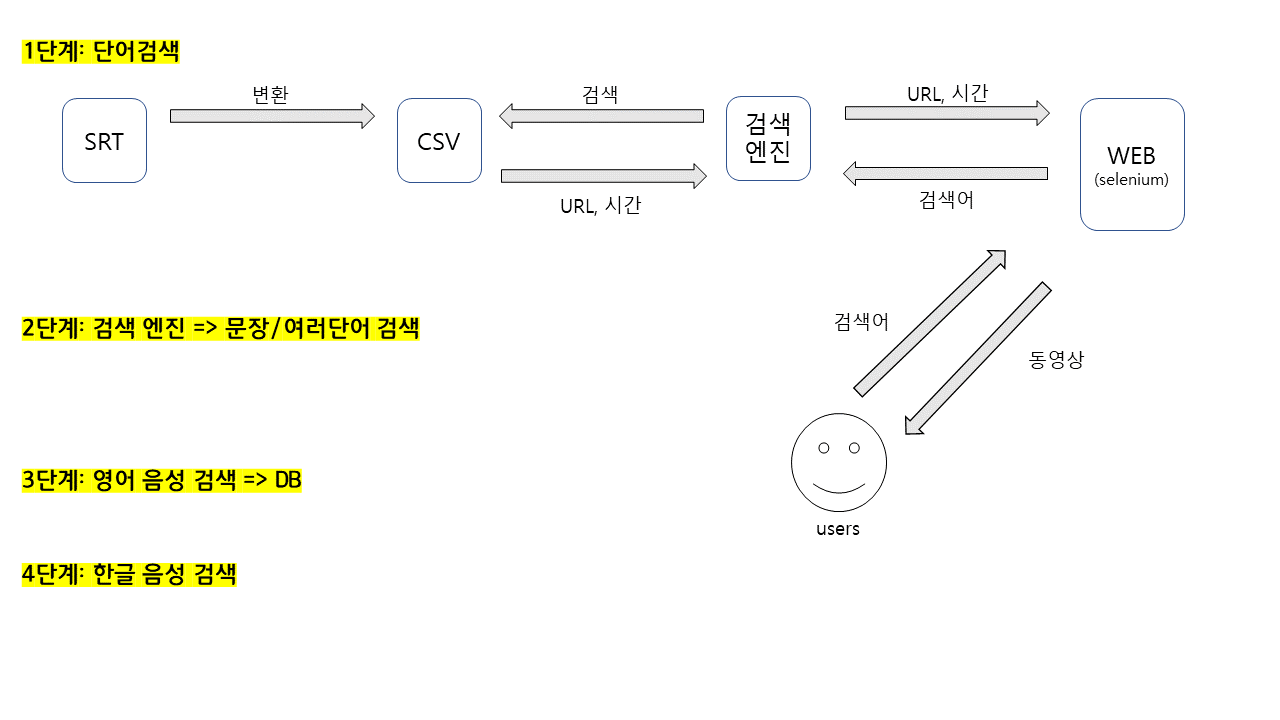 1단계: 단어검색
변환
검색
URL, 시간
SRT
CSV
검색
엔진
WEB
(selenium)
URL, 시간
검색어
2단계: 검색 엔진 => 문장/여러단어 검색
검색어
동영상
3단계: 영어 음성 검색 => DB
users
4단계: 한글 음성 검색